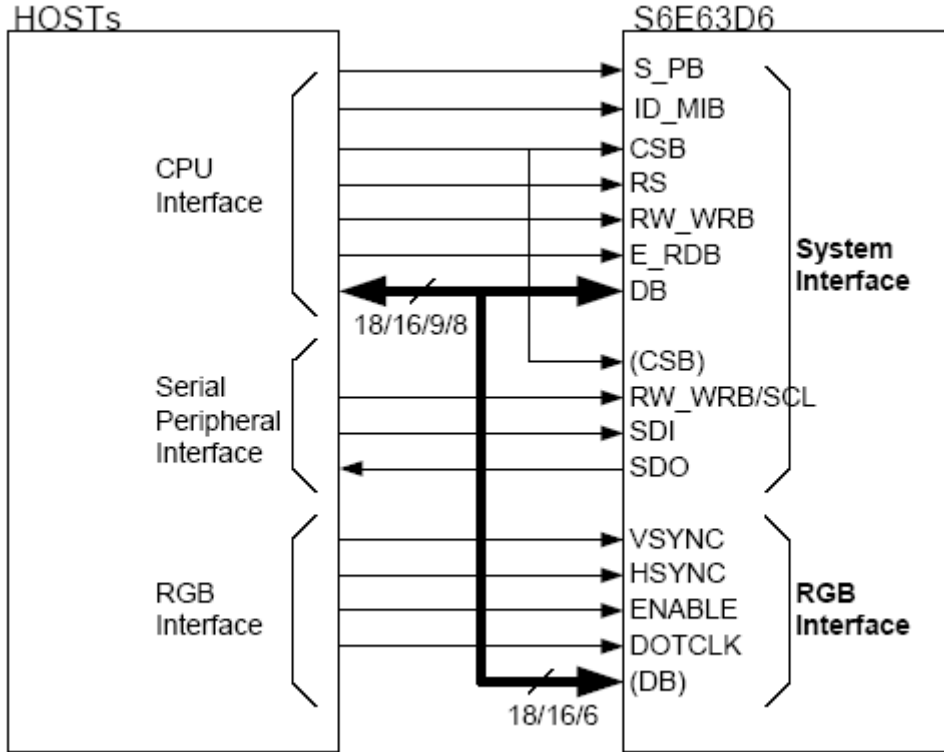 HOSTs
S6E63D6
S_PB
ID_MIB
CSB
RS
RW_WRB
E_RDB
DB
CPU
Interface
18/16/9/8
System
Interface
(CSB)
RW_WRB/SCL
SDI
SDO
Serial
Peripheral
Interface
VSYNC
HSYNC
ENABLE
DOTCLK
(DB)
RGB
Interface
18/16/6
RGB
Interface